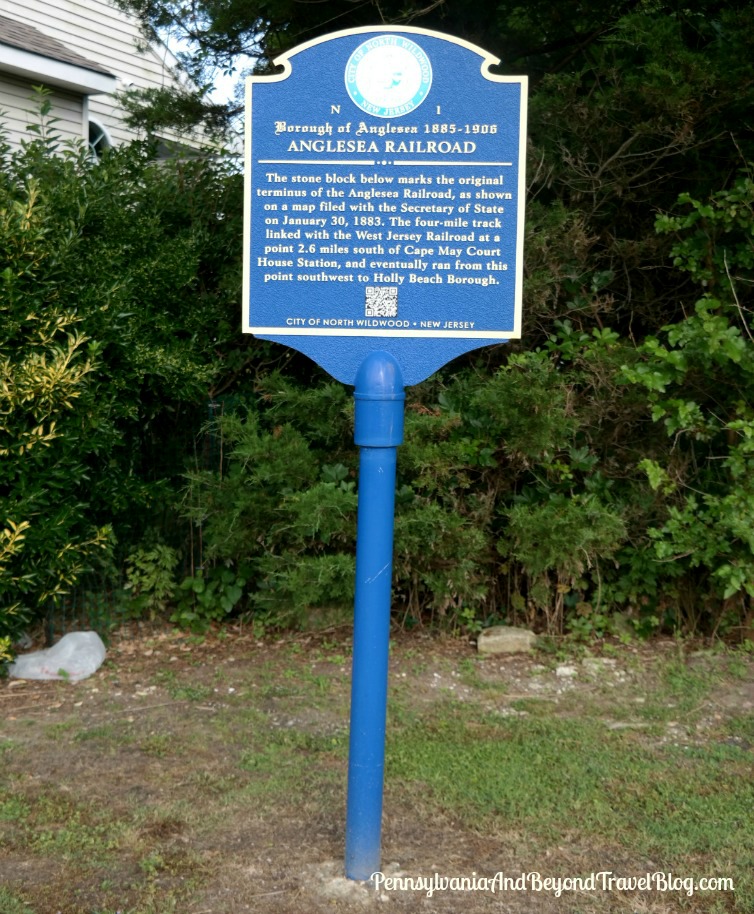 CITY OF NORTH WILDWOOD
NEW JERSEY
N 1
Borough of Anglesea 1885-1906
ANGLESEA RAILROAD
The stone block below marks the original
terminus of the Anglesea Railroad, as shown
on a map filed with the Secretary of State
on January 30, 1883. The four-mile track
linked with the West Jersey Railroad at a
point 2.6 miles south of Cape May Court
House Station, and eventually ran from this
point southwest to Holly Beach Borough.
CITY OF NORTH WILDWOOD • NEW JERSEY
PennsylvaniaAndBeyondTravelBlog.com